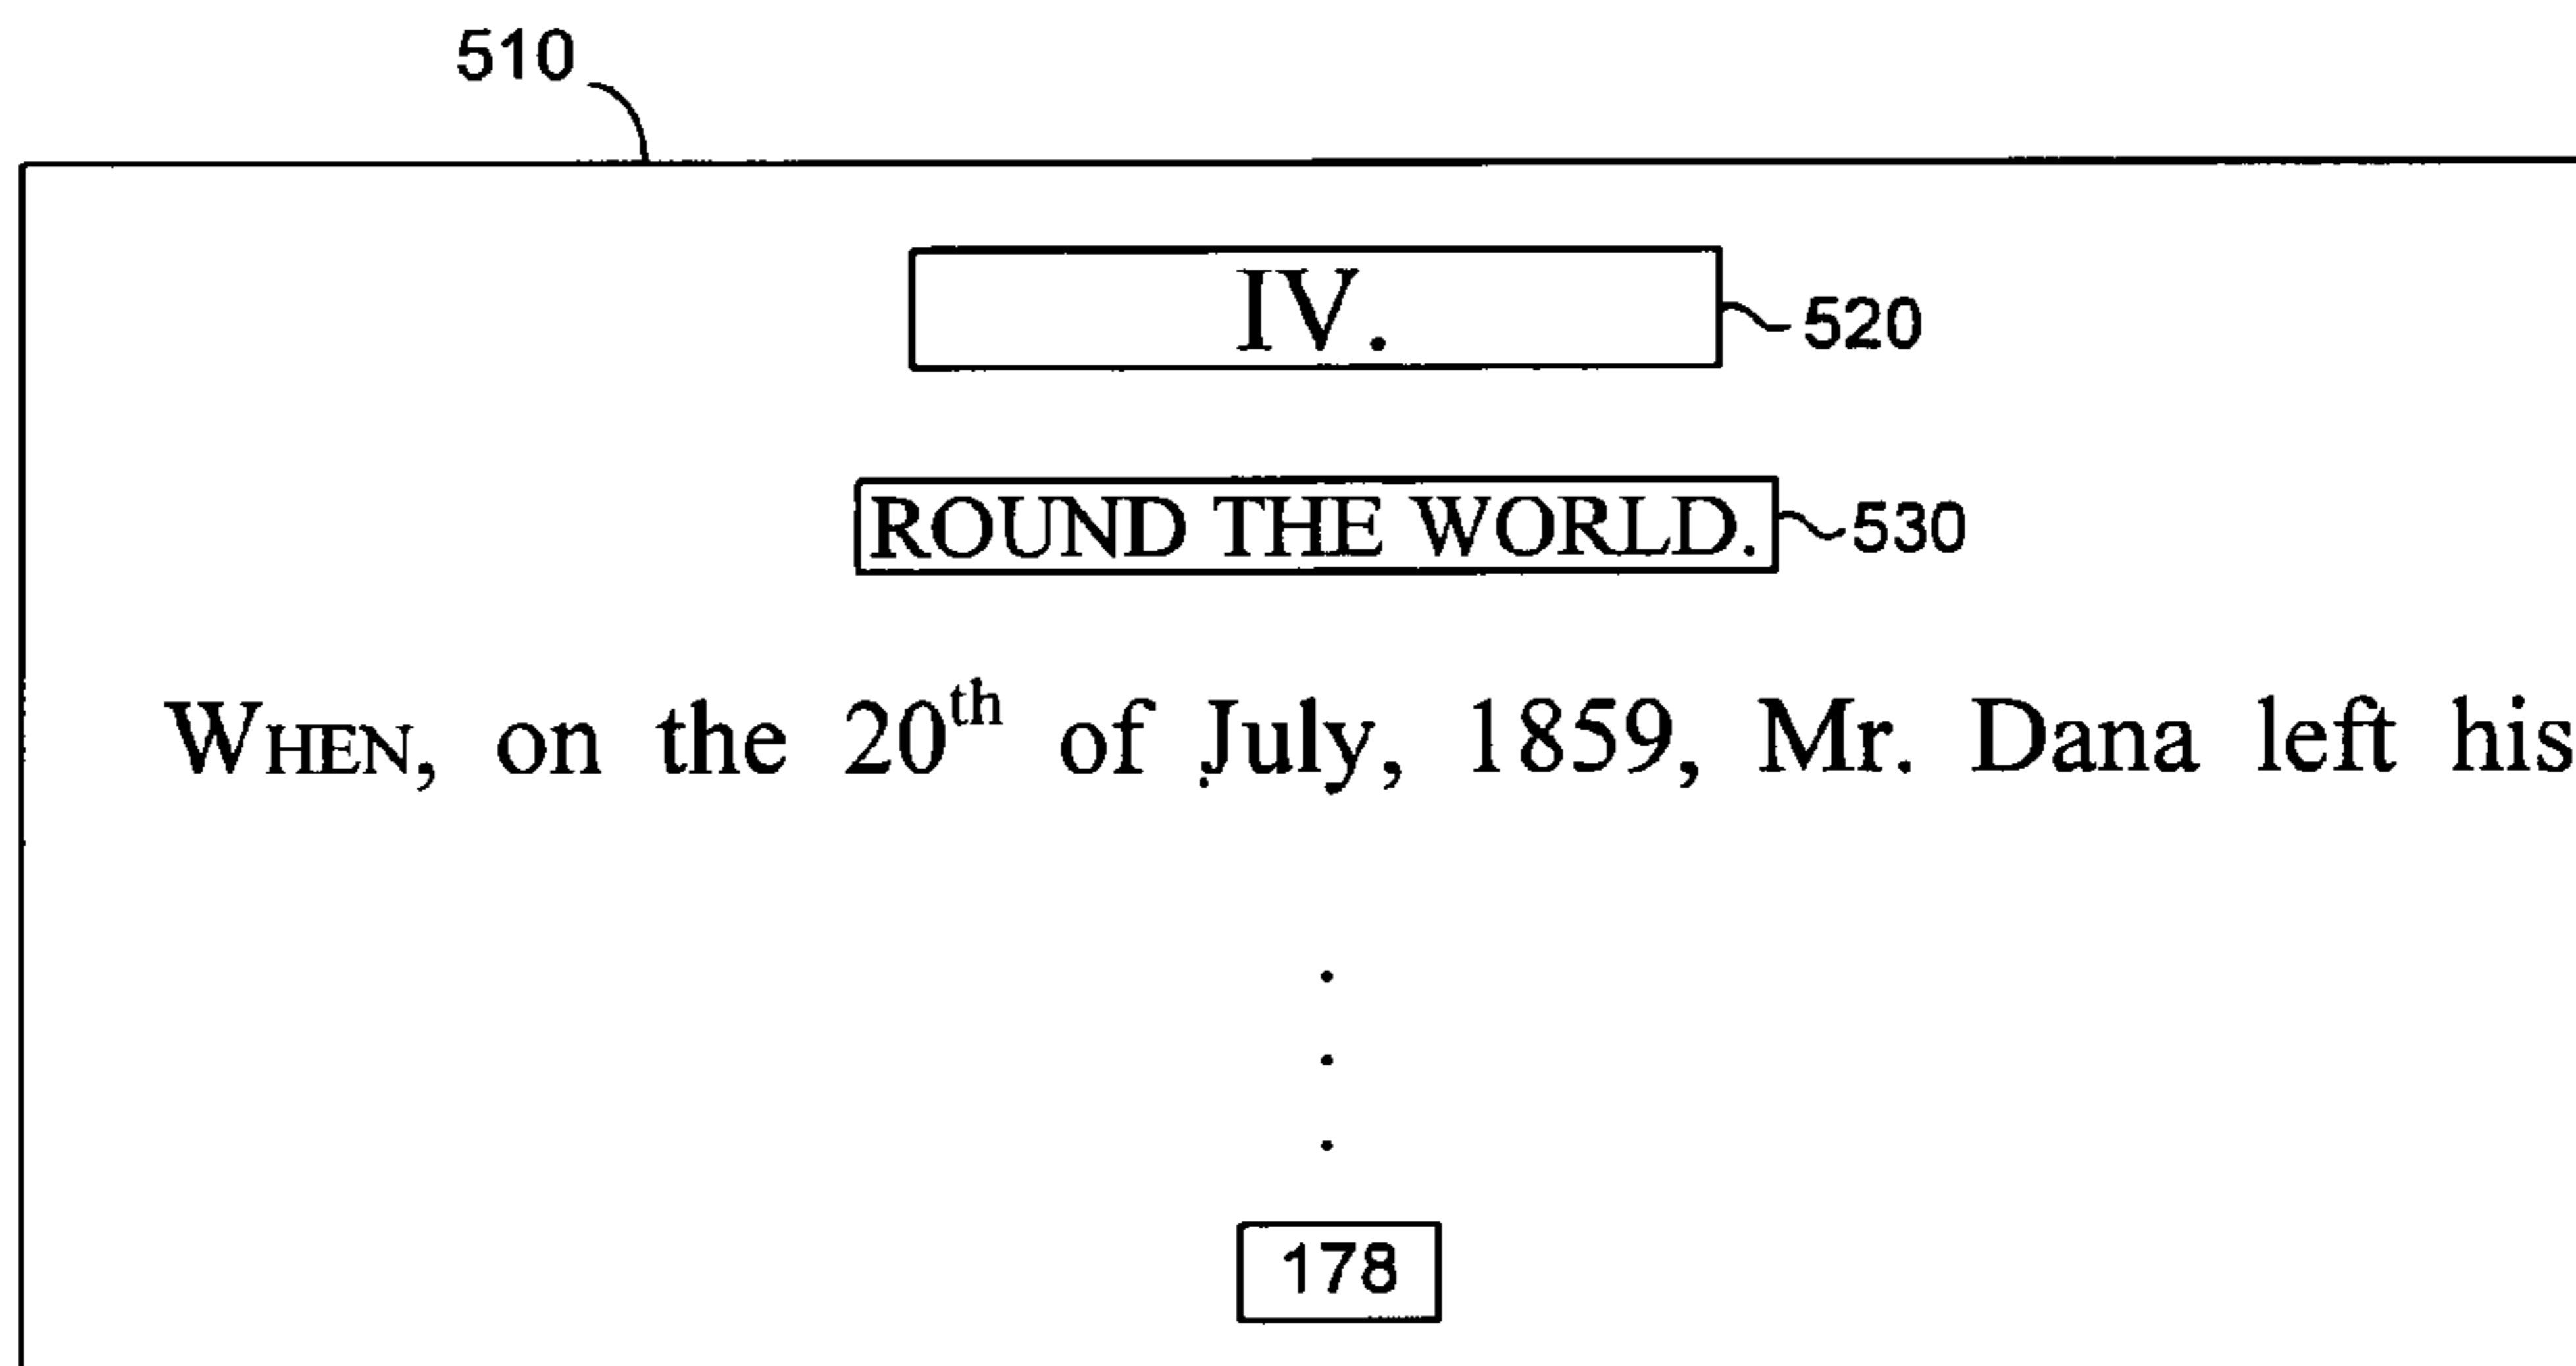 510
IV. 520
ROUND THE WORLD. 530
WHEN, on the 20th of July, 1859, Mr. Dana left his
178